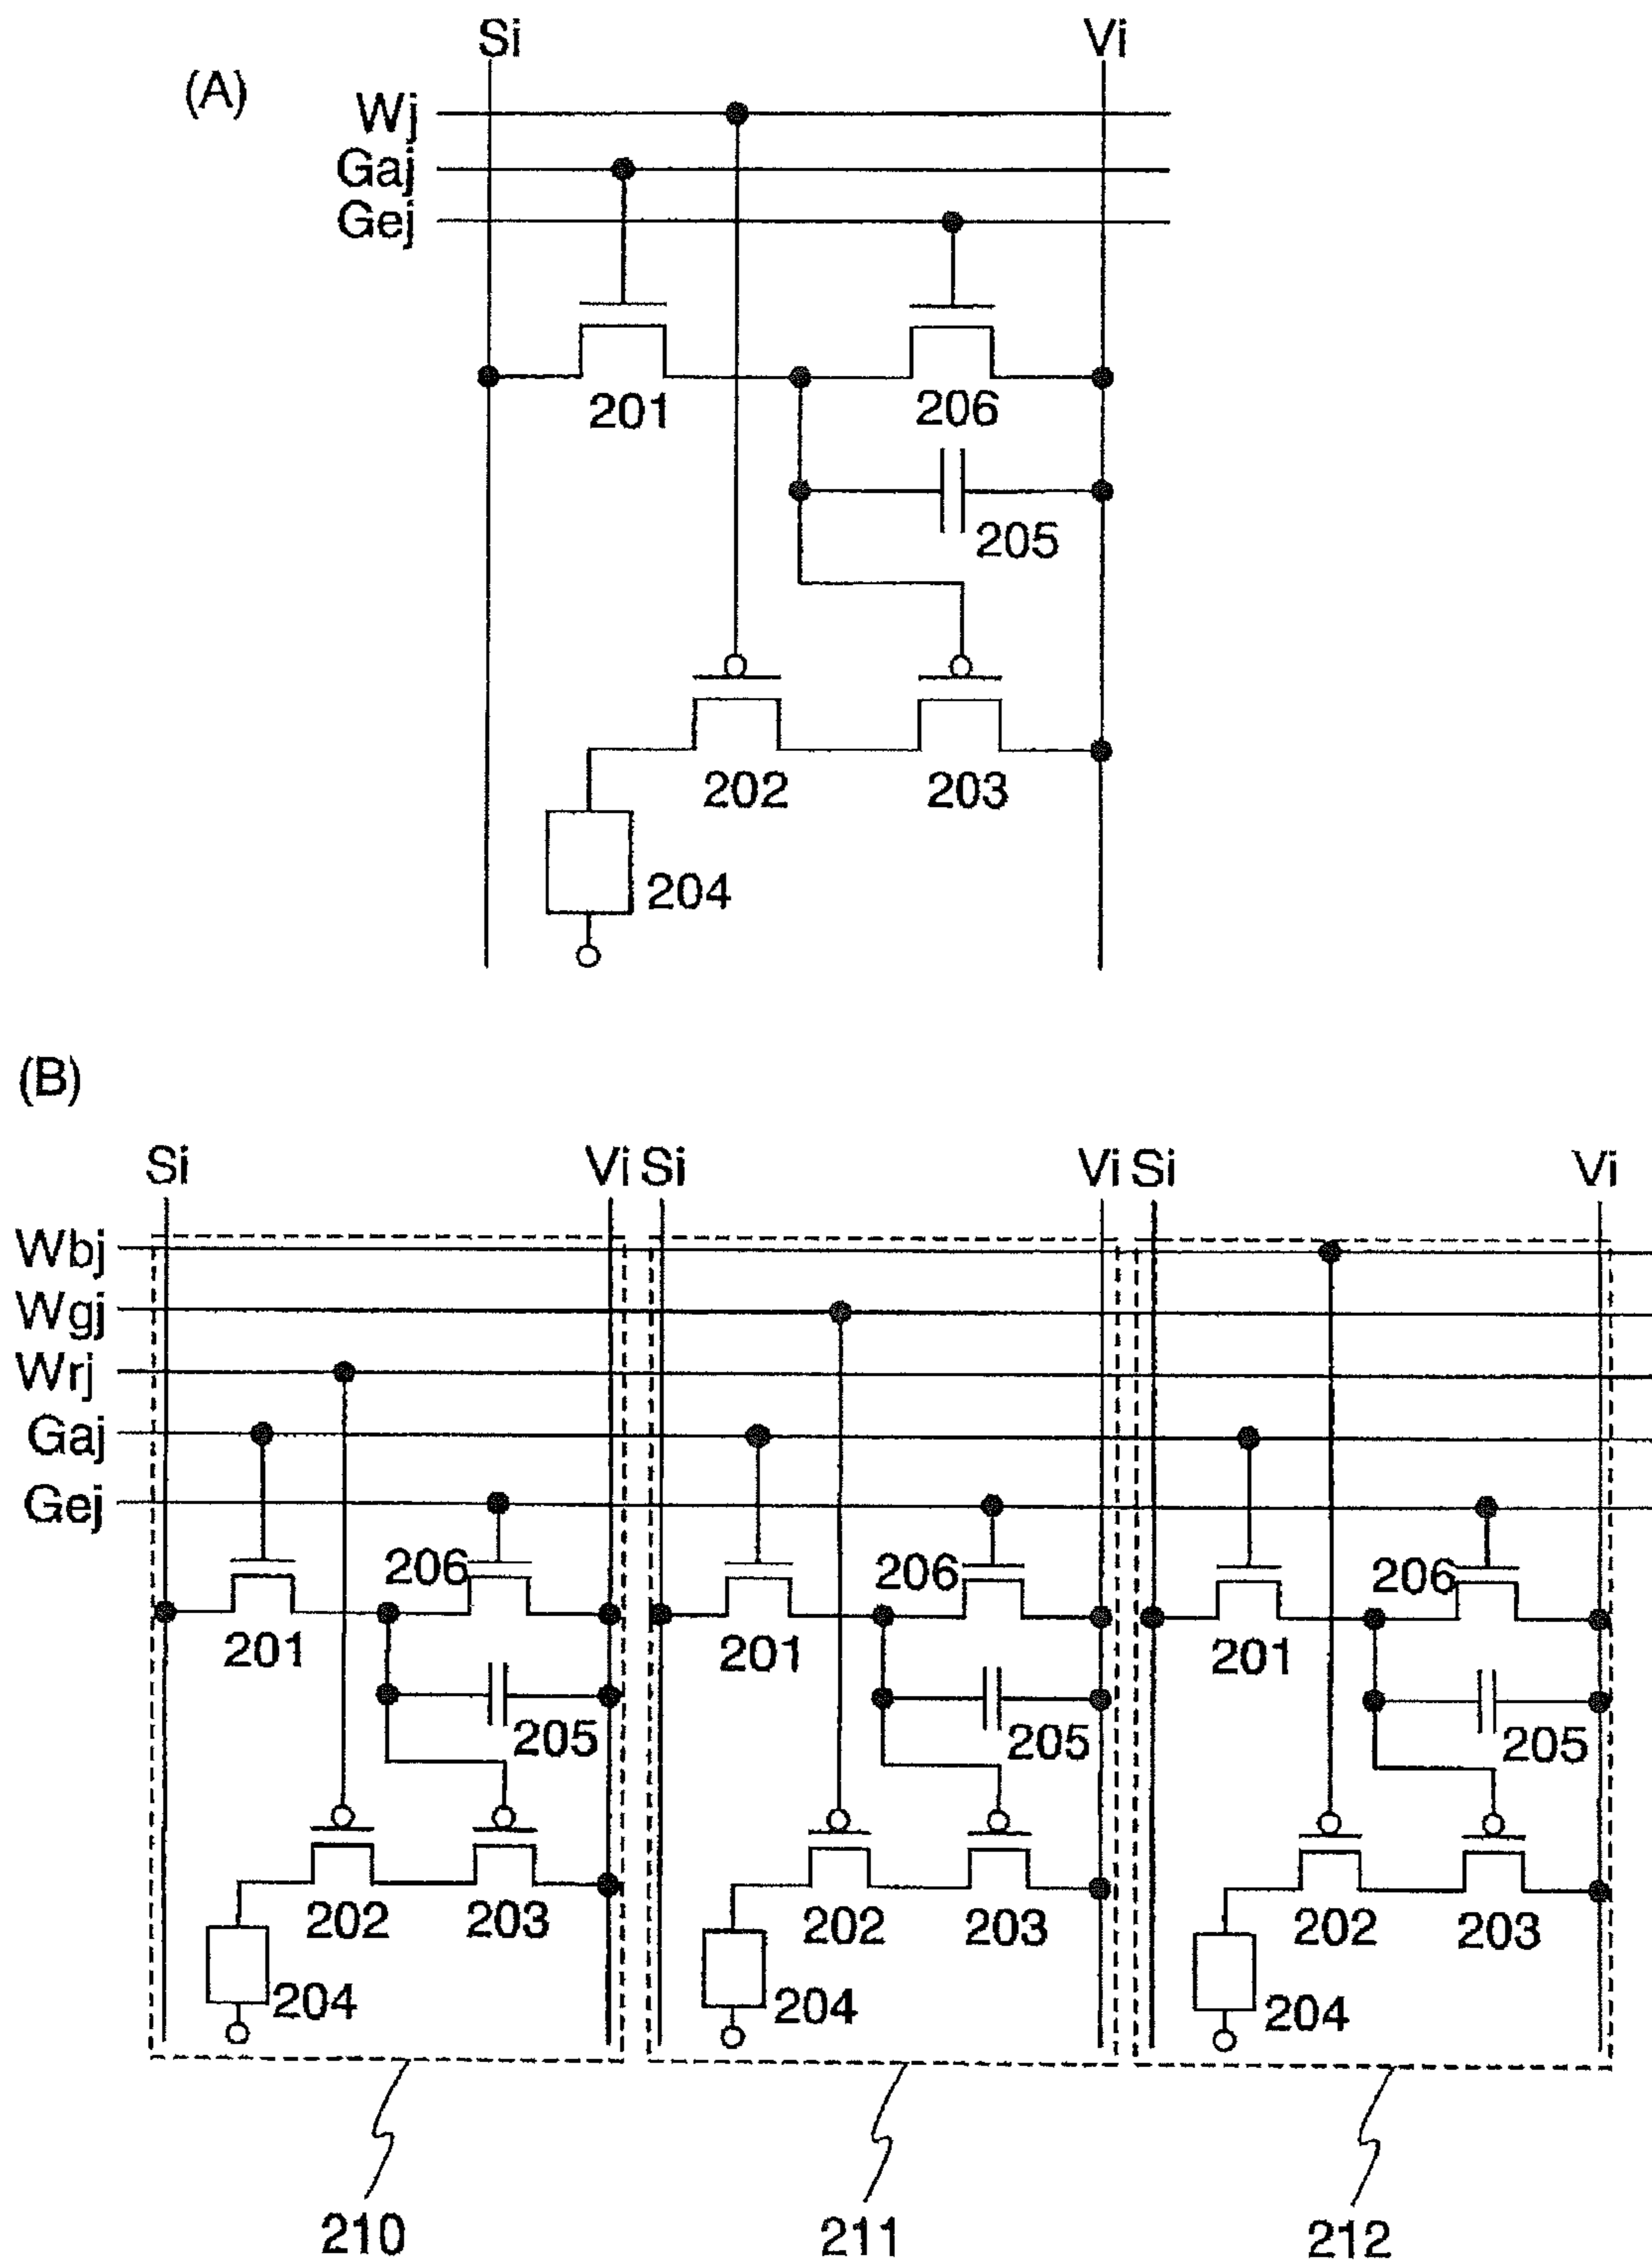 Si Vi
(A)
Wj
Gaj
Gej
201 206
205
202 203
204
(B)
Si Vi Si Vi Si Vi
Wbj
Wgj
Wrj
Gaj
Gej
206 206 206
201 201 201
205 205 205
202 203 202 203 202 203
204 204 204
210 211 212